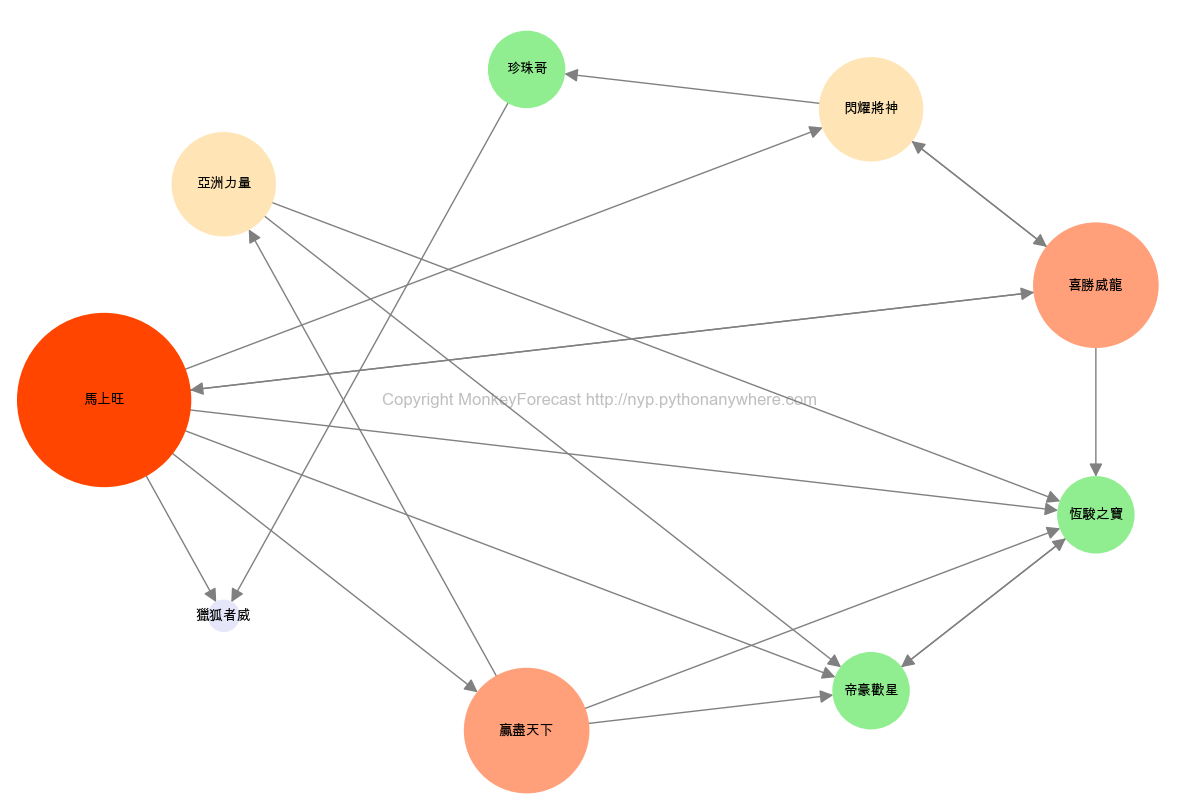 珍珠哥
閃耀將神
亞洲力量
喜勝威龍
馬上旺
Copyright MonkeyForecast http://nyp.pythonanywhere.com
恆駿之寶
獵狐者威
帝豪歡星
贏盡天下